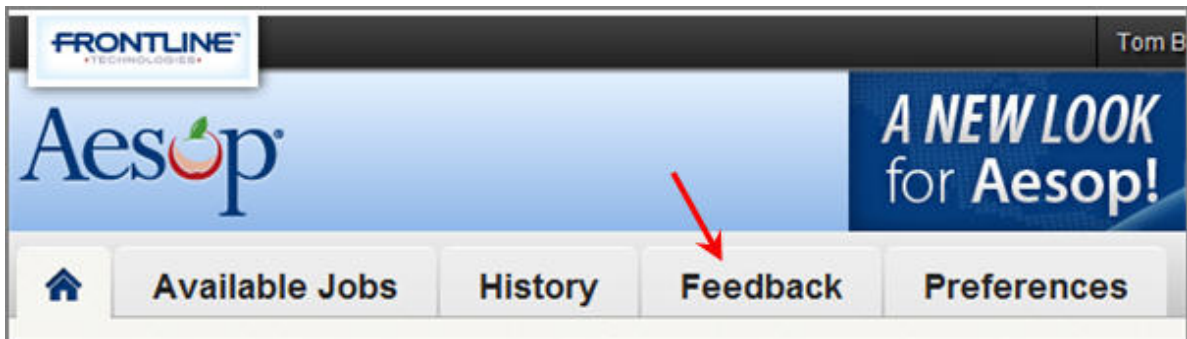 FRONTLINE
TECHNOLOGIES
Tom B
Aesop
A NEW LOOK
for Aesop!
Available Jobs
History
Feedback
Preferences